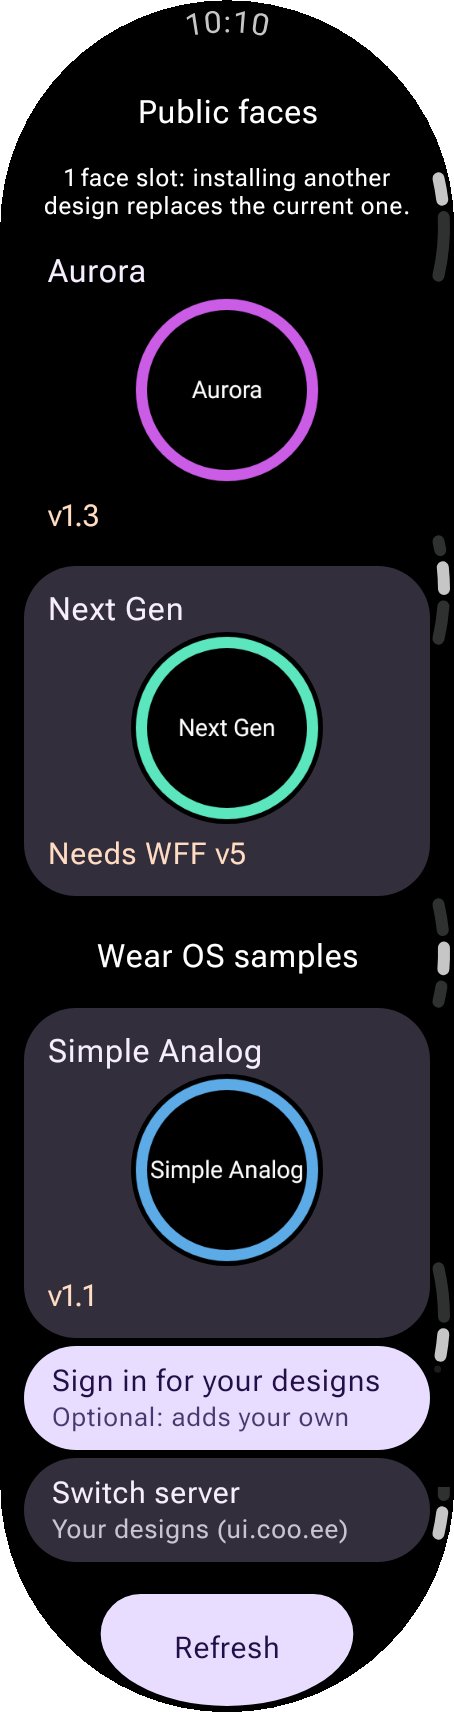 10:10
Public faces
1 face slot: installing another
design replaces the current one.
Aurora
Aurora
v1.3
Next Gen
Next Gen
Needs WFF v5
Wear OS samples
Simple Analog
Simple Analog
v1.1
Sign in for your designs
Optional: adds your own
Switch server
Your designs (ui.coo.ee)
Refresh